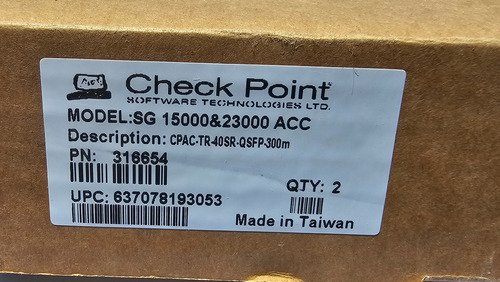 Check Point
SOFTWARE TECHNOLOGIES LTD.
MODEL:SG 15000&23000 ACC
Description: CPAC-TR-40SR-QSFP-300m
PN: 316654
QTY: 2
UPC: 637078193053
Made in Taiwan